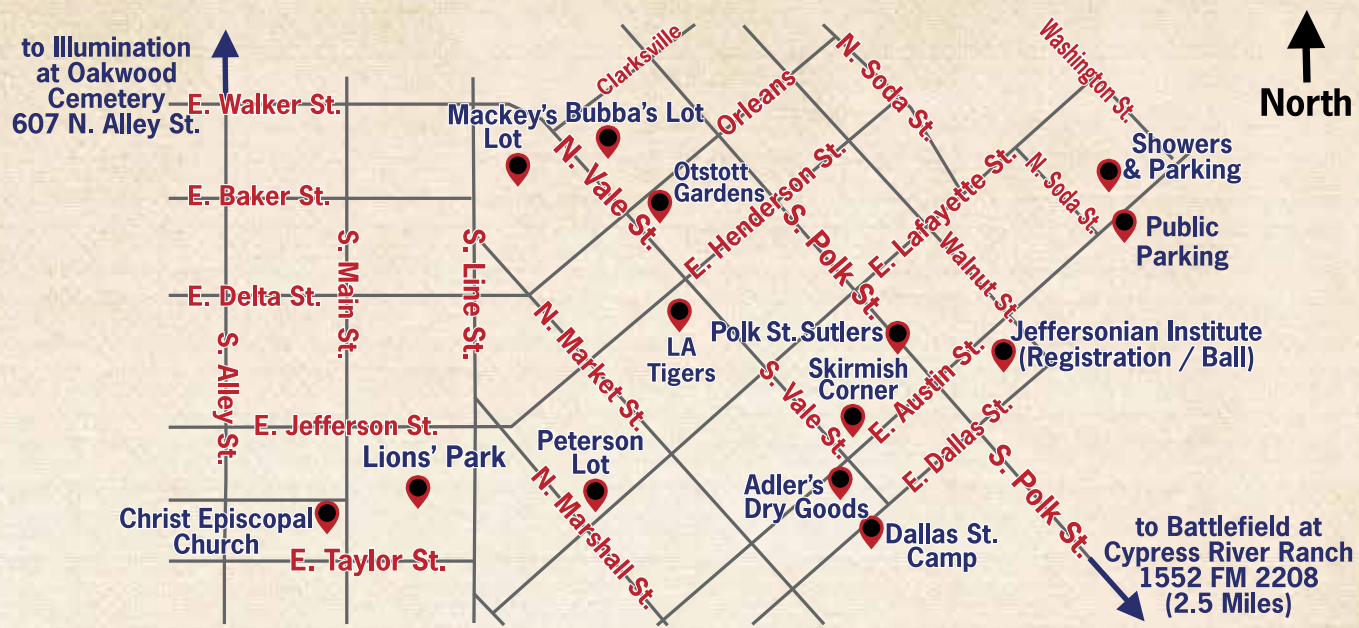 to Illumination
at Oakwood
Cemetery
607 N. Alley St.
E. Walker St.
Clarksville
N. Soda St.
Washington St.
North
Mackey's
Lot
Bubba's Lot
Orleans
N. Vale St.
Otstott
Gardens
Showers
& Parking
E. Baker St.
E. Henderson St.
E. Lafayette St.
N. Soda St.
Public
Parking
S. Main St.
S. Line St.
S. Polk St.
Walnut St.
E. Delta St.
N. Market St.
LA
Tigers
Polk St. Sutlers
Jeffersonian Institute
(Registration / Ball)
S. Alley St.
Skirmish
Corner
S. Vale St.
E. Austin St.
E. Jefferson St.
E. Dallas St.
Lions' Park
Peterson
Lot
N. Marshall St.
Adler's
Dry Goods
S. Polk St.
Christ Episcopal
Church
E. Taylor St.
Dallas St.
Camp
to Battlefield at
Cypress River Ranch
1552 FM 2208
(2.5 Miles)